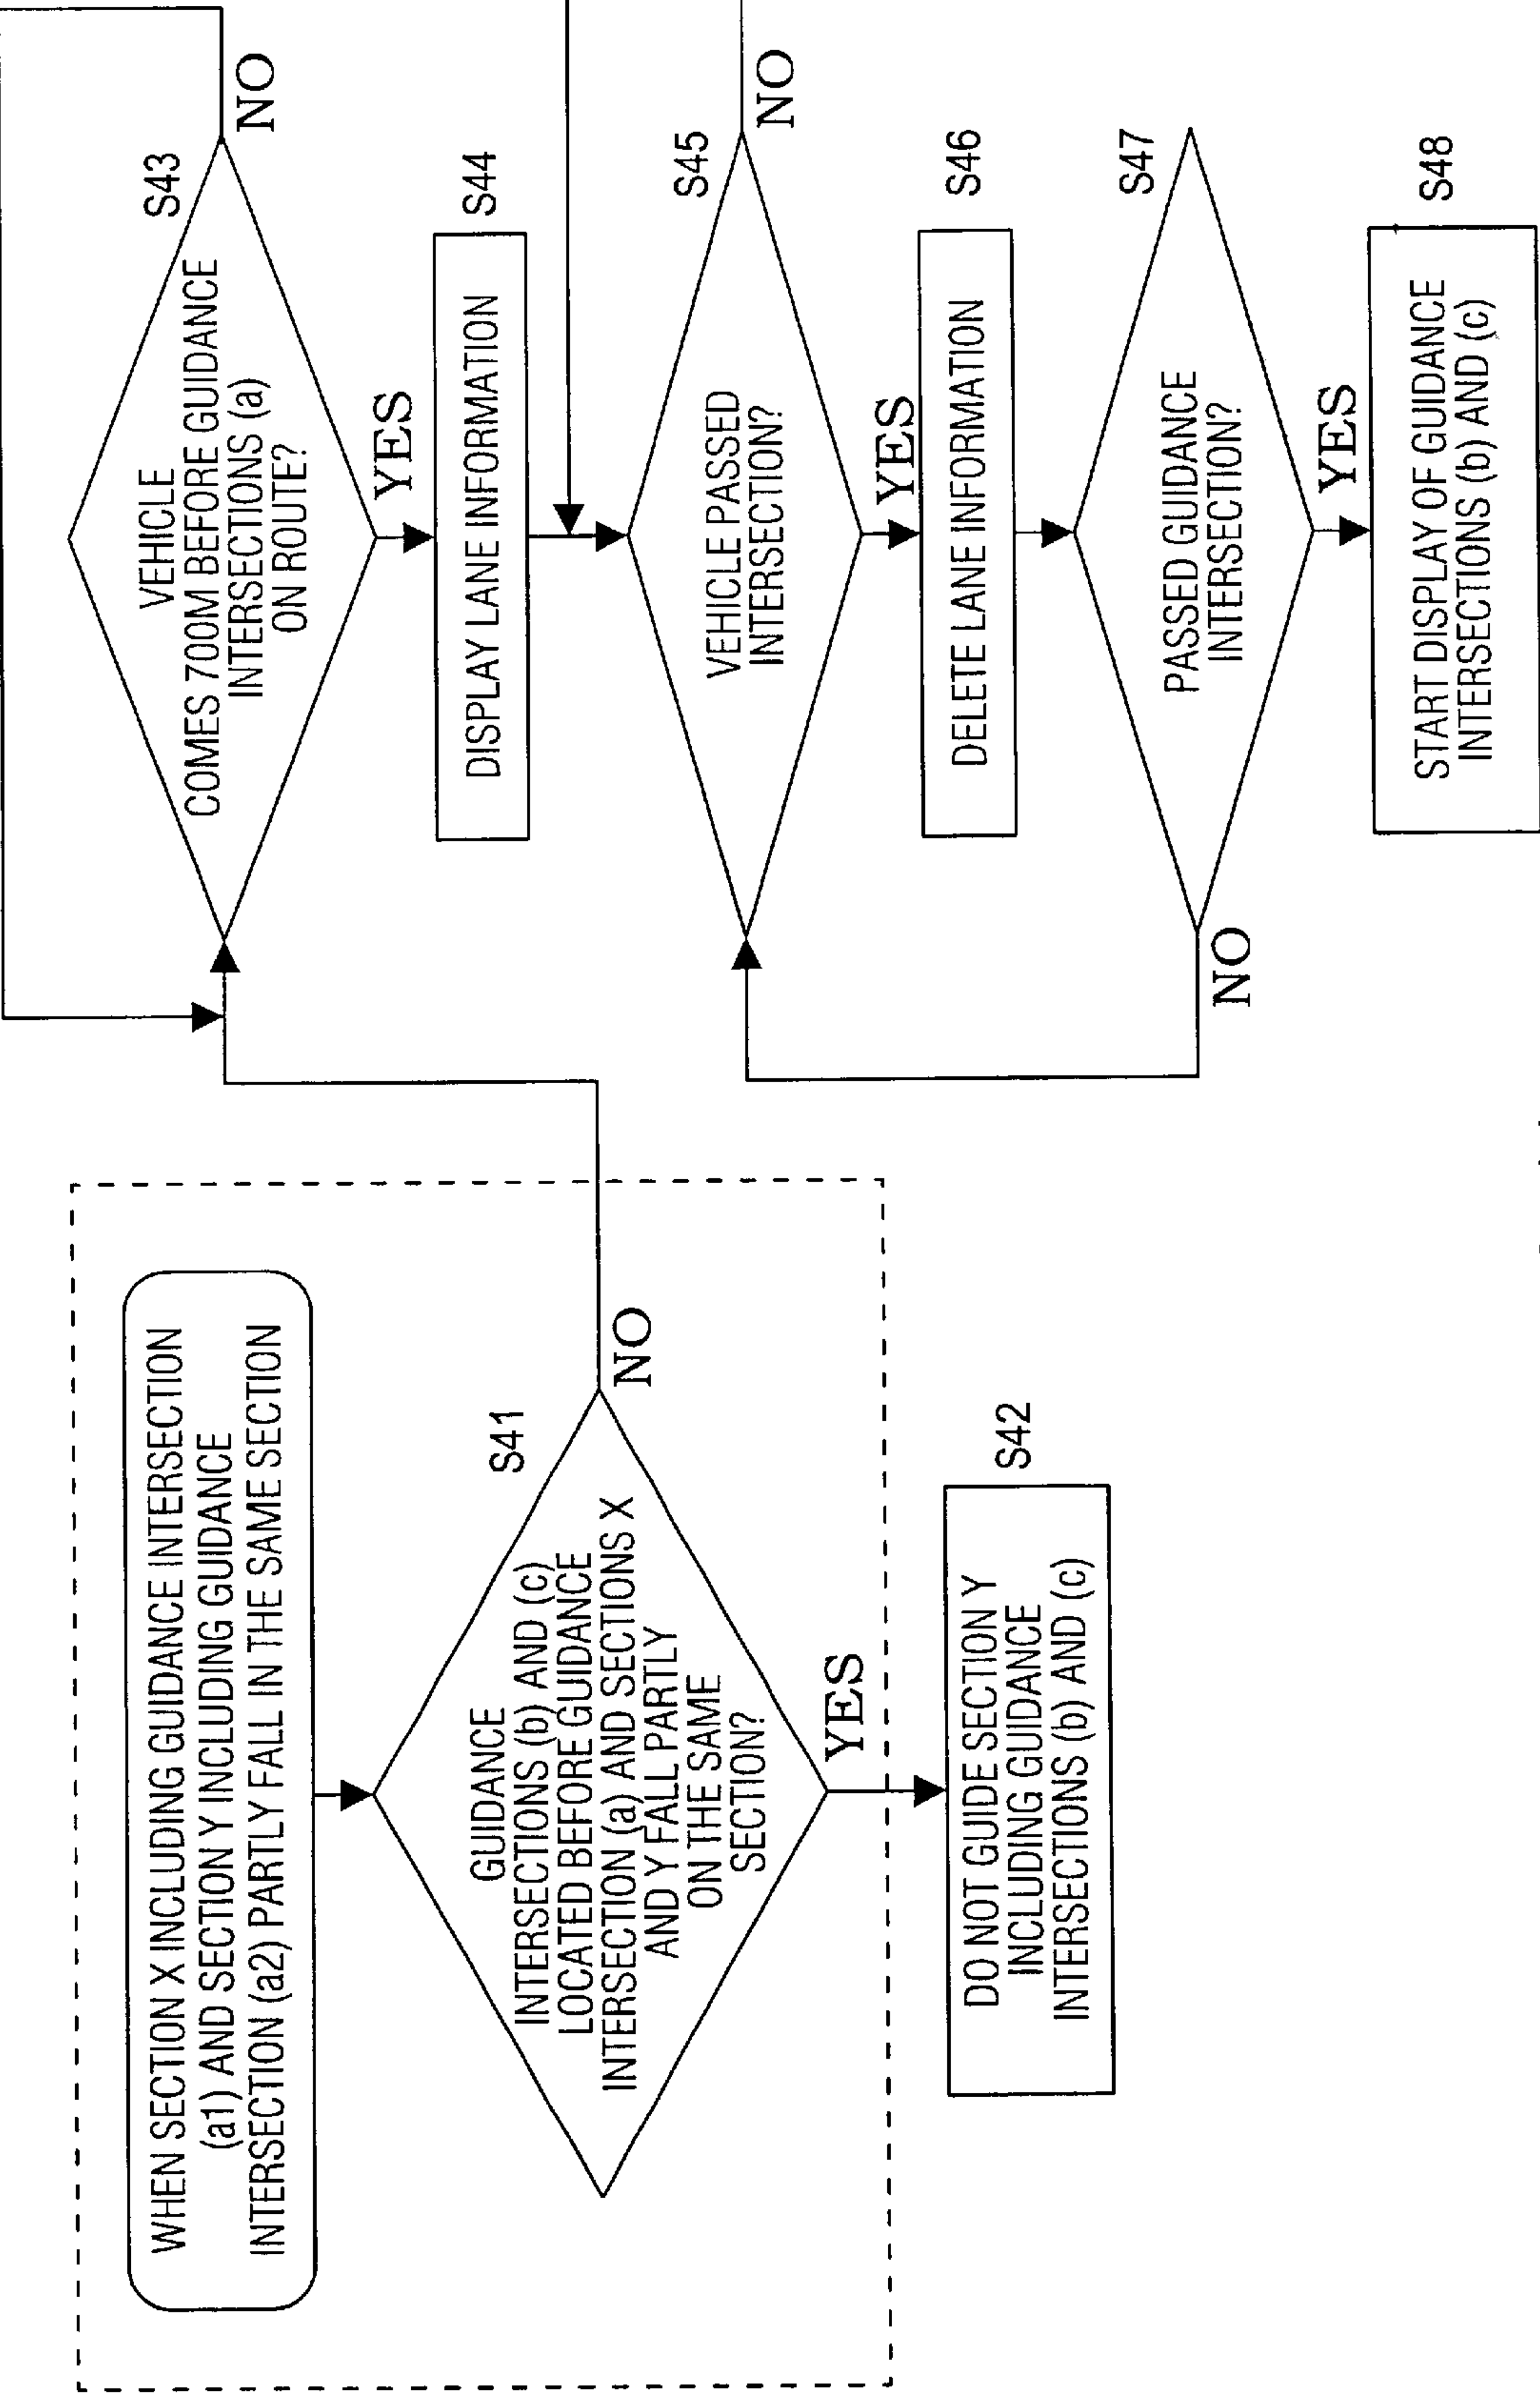 WHEN SECTION X INCLUDING GUIDANCE INTERSECTION
(a1) AND SECTION Y INCLUDING GUIDANCE
INTERSECTION (a2) PARTLY FALL IN THE SAME SECTION
S41
GUIDANCE
INTERSECTIONS (b) AND (c)
LOCATED BEFORE GUIDANCE
INTERSECTION (a) AND SECTIONS X
AND Y FALL PARTLY
ON THE SAME
SECTION?
NO
YES
S42
DO NOT GUIDE SECTION Y
INCLUDING GUIDANCE
INTERSECTIONS (b) AND (c)
S43
VEHICLE
COMES 700M BEFORE GUIDANCE
INTERSECTIONS (a)
ON ROUTE?
NO
YES
S44
DISPLAY LANE INFORMATION
S45
VEHICLE PASSED
INTERSECTION?
NO
YES
S46
DELETE LANE INFORMATION
S47
PASSED GUIDANCE
INTERSECTION?
NO
YES
S48
START DISPLAY OF GUIDANCE
INTERSECTIONS (b) AND (c)